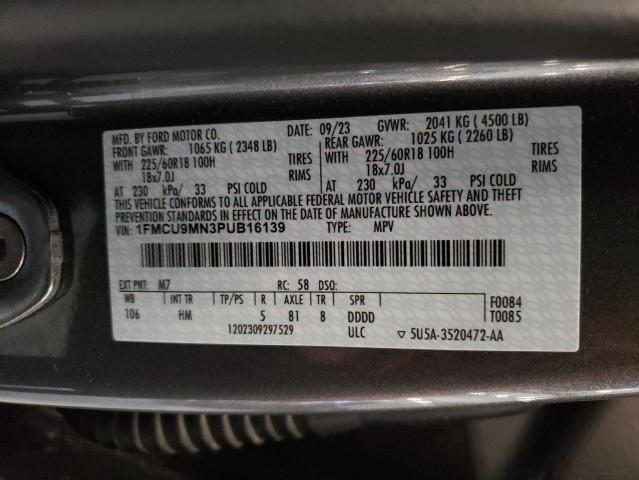 MFD. BY FORD MOTOR CO. DATE: 09/23 GVWR: 2041 KG ( 4500 LB)
FRONT GAWR: 1065 KG ( 2348 LB) REAR GAWR: 1025 KG ( 2260 LB)
WITH 225/60R18 100H TIRES WITH 225/60R18 100H TIRES
18x7.0J RIMS 18x7.0J RIMS
AT 230 kPa/ 33 PSI COLD AT 230 kPa/ 33 PSI COLD
THIS VEHICLE CONFORMS TO ALL APPLICABLE U.S.
FEDERAL MOTOR VEHICLE SAFETY AND THEFT
PREVENTION STANDARDS IN EFFECT ON THE DATE OF MANUFACTURE SHOWN ABOVE.
VIN: 1FMCU9MN3PUB16139 TYPE: MPV
EXT PNT: M7 RC: 58 DSO:
WB INT TR TP/PS R AXLE TR SPR F0084
106 HM 5 81 8 DDDD T0085
1202309297529 ULC ▽ 5U5A-3520472-AA